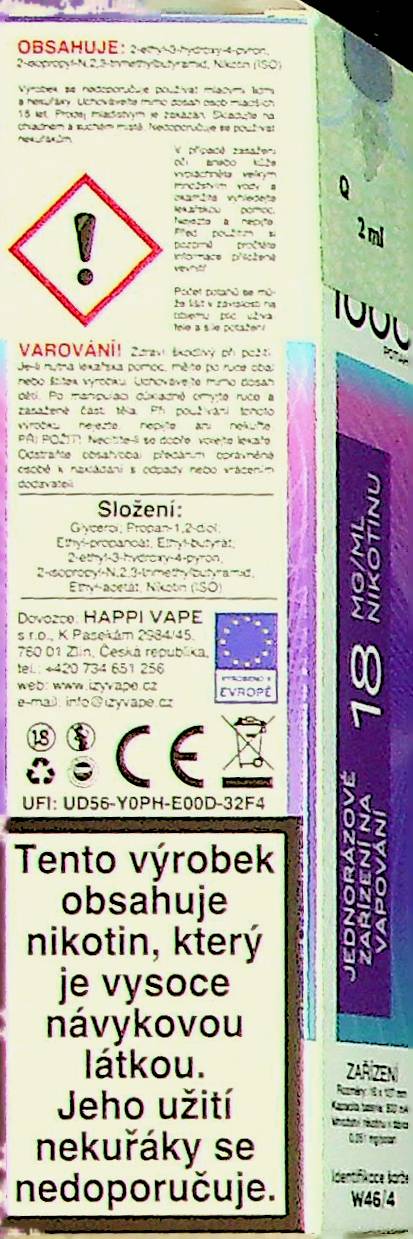 OBSAHUJE: 2-ethyl-3-hydroxy-4-pyron,
2-isopropyl-N,2,3-trimethylbutyramid, Nikotin (ISO)
Výrobek se nedoporučuje používat mladými lidmi
a nekuřáky. Uchovávejte mimo dosah osob mladších
18 let. Prodej mladistvým je zakázán. Skladujte na
chladném a suchém místě. Nedoporučuje se používat
nekuřákům.
V případě zasažení
očí anebo kůže
vypláchněte velkým
množstvím vody a
okamžitě vyhledejte
lékařskou pomoc.
Nejezte a nepijte.
Před použitím si
pozorně pročtěte
informace přiložené
uvnitř!
Počet potahů se mů-
že lišit v závislosti na
objemu plic uživa-
tele a síle potažení.
VAROVÁNÍ! Zdraví škodlivý při požití.
Je-li nutná lékařská pomoc, mějte po ruce obal
nebo štítek výrobku. Uchovávejte mimo dosah
dětí. Po manipulaci důkladně omyjte ruce a
zasažené části těla. Při používání tohoto
výrobku nejezte, nepijte ani nekuřte.
PŘI POŽITÍ: Necítíte-li se dobře, volejte lékaře.
Odstraňte obsah/obal předáním oprávněné
osobě k nakládání s odpady nebo vrácením
dodavateli.
Složení:
Glycerol, Propan-1,2-diol,
Ethyl-propanoát, Ethyl-butyrát,
2-ethyl-3-hydroxy-4-pyron,
2-isopropyl-N,2,3-trimethylbutyramid,
Ethyl-acetát, Nikotin (ISO)
Dovozce: HAPPI VAPE
s.r.o., K Pasekám 2984/45,
760 01 Zlín, Česká republika,
tel.: +420 734 651 256
web: www.izyvape.cz
e-mail: info@izyvape.cz
VYROBENO V
EVROPĚ
18
CE
UFI: UD56-Y0PH-E00D-32F4
Tento výrobek
obsahuje
nikotin, který
je vysoce
návykovou
látkou.
Jeho užití
nekuřáky se
nedoporučuje.
2 ml
1000
18 MG/ML
NIKOTINU
JEDNORÁZOVÉ
ZAŘÍZENÍ NA
VAPOVÁNÍ
ZAŘÍZENÍ
Rozměry: 16 x 107 mm
Identifikace šarže
W46/4